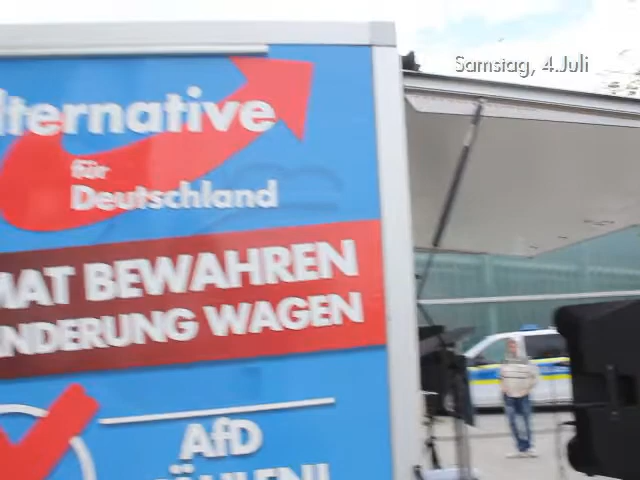 Samstag, 4. Juli
lternative
für
Deutschland
MAT BEWAHREN
NDERUNG WAGEN
AfD